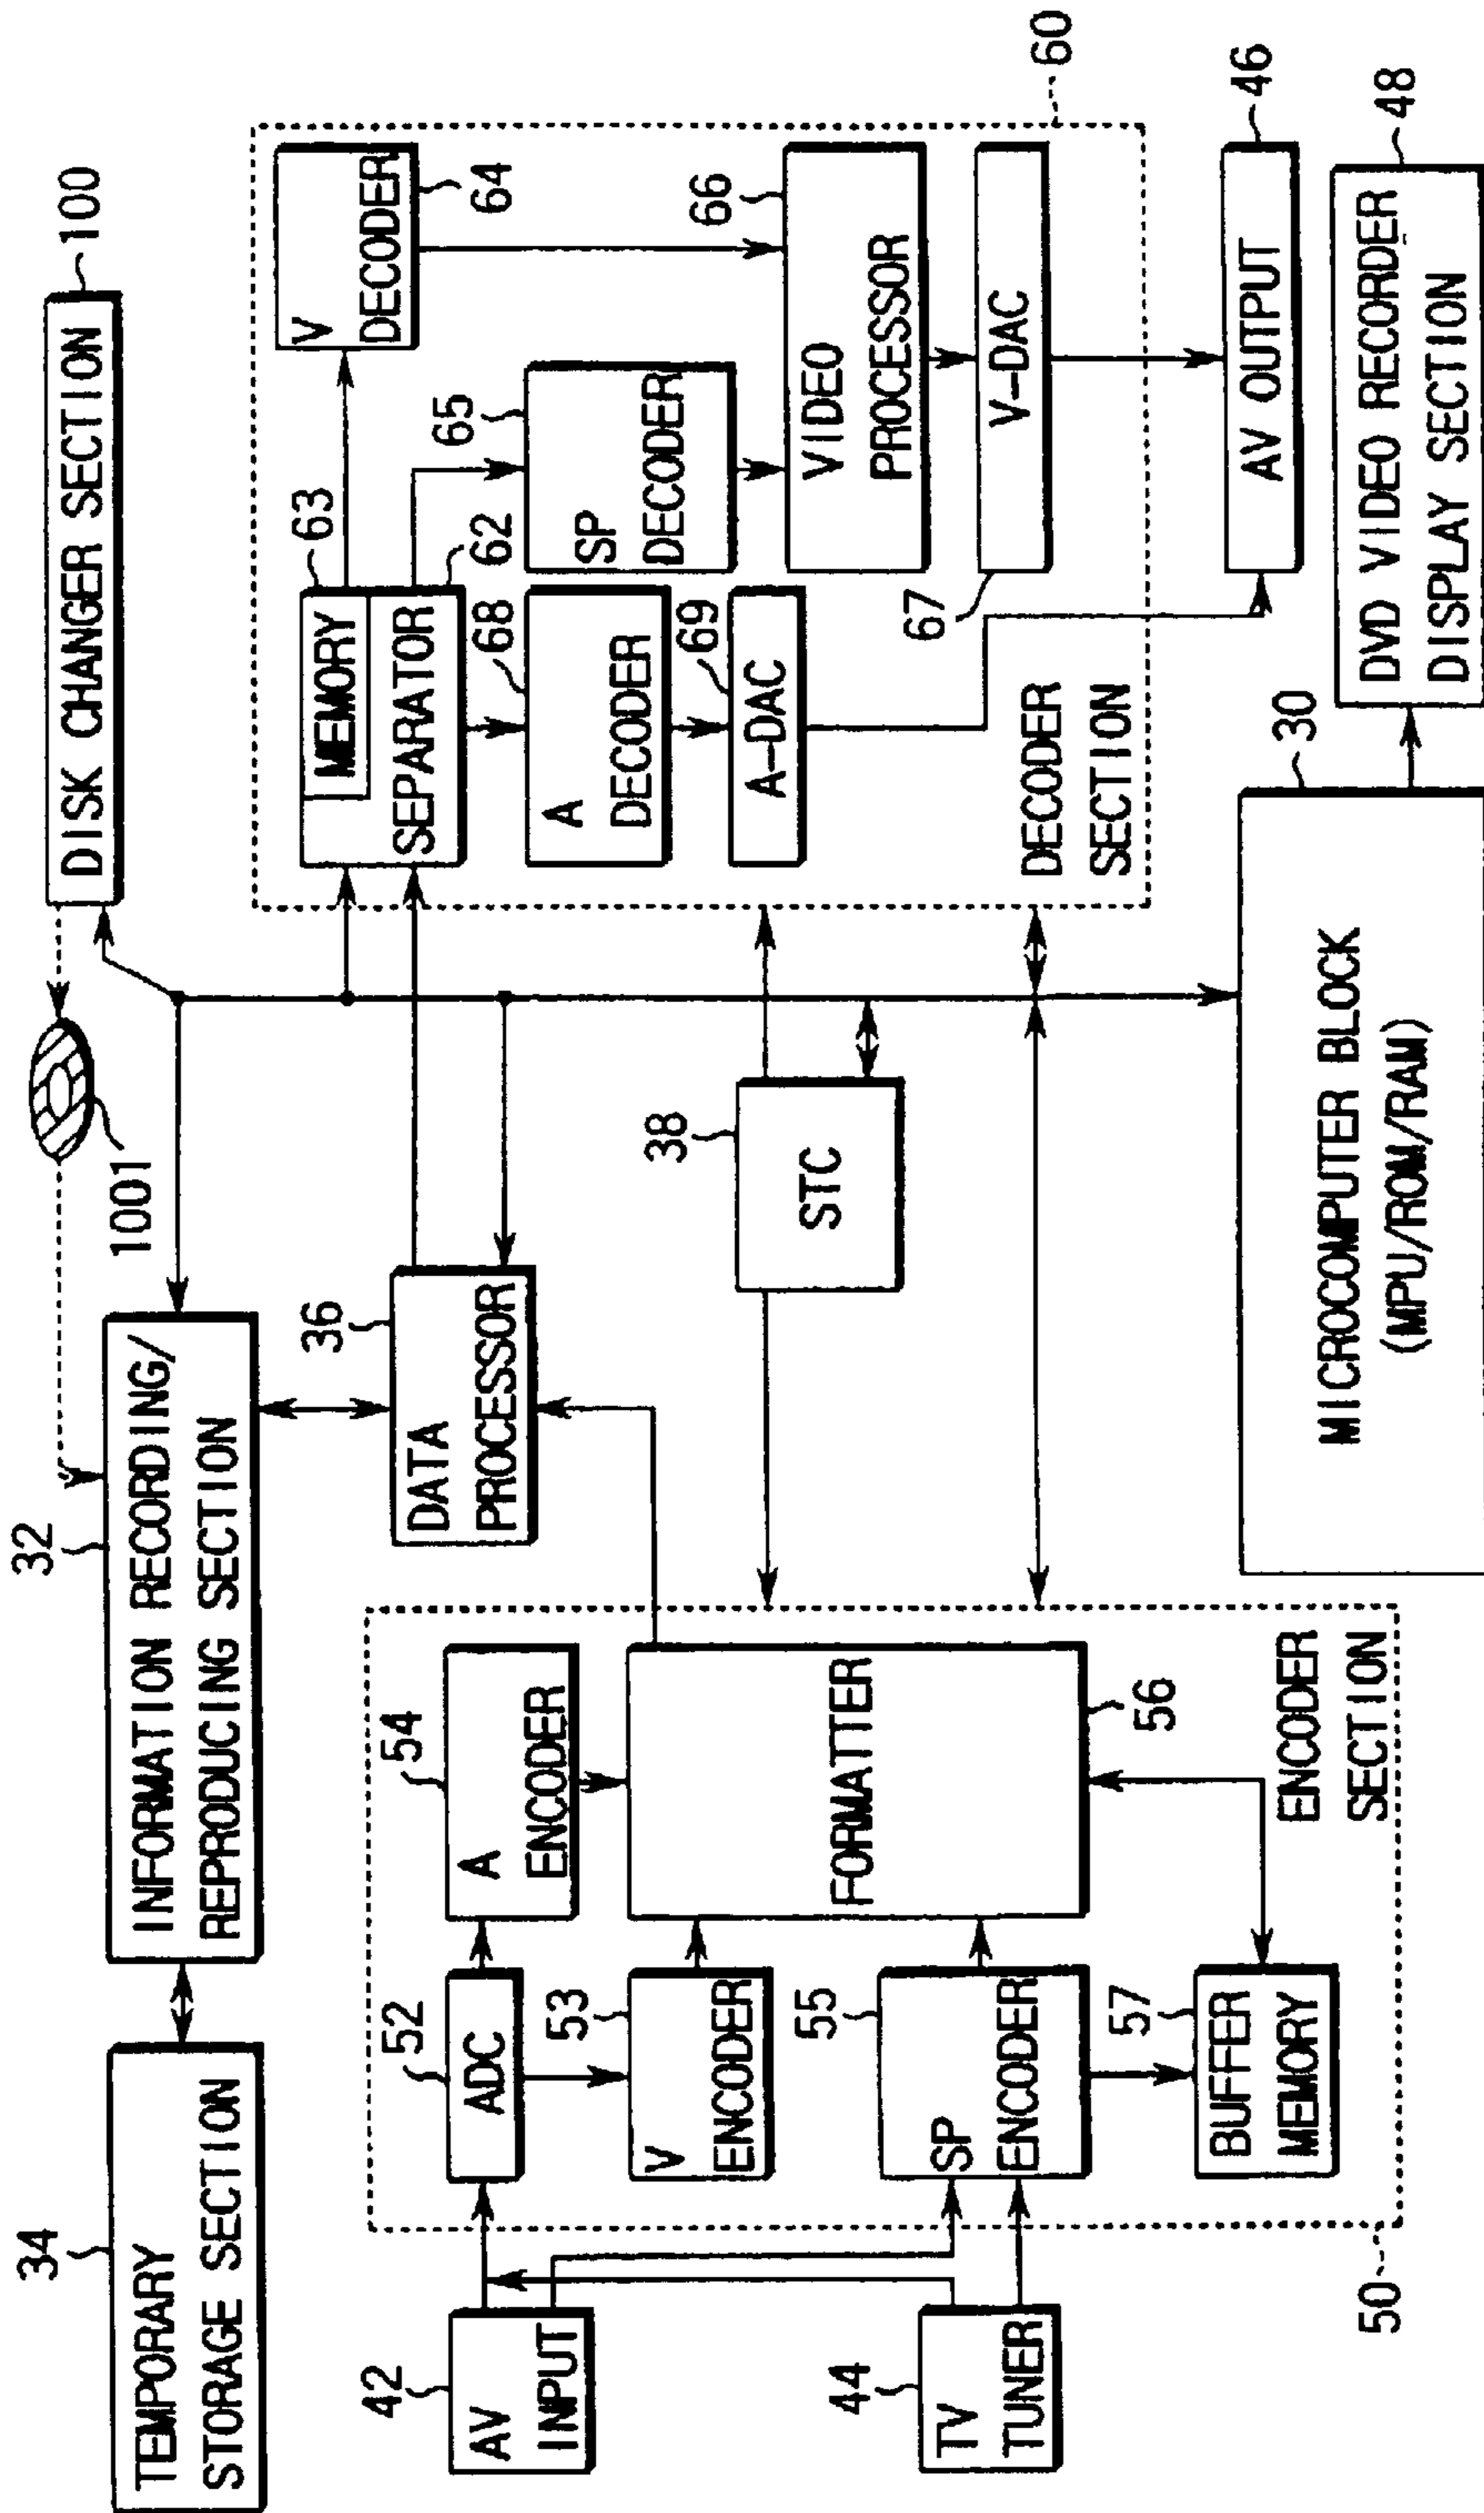 34
TEMPORARY
STORAGE SECTION
32
INFORMATION RECORDING/
REPRODUCING SECTION
1001
DISK CHANGER SECTION
100
36
DATA
PROCESSOR
42
AV
INPUT
44
TV
TUNER
52
ADC
54
A
ENCODER
53
V
ENCODER
55
SP
ENCODER
57
BUFFER
MEMORY
FORMATTER
56
ENCODER
SECTION
50
38
STC
63
MEMORY
SEPARATOR
62
V
DECODER
64
65
SP
DECODER
68
A
DECODER
69
A-DAC
66
VIDEO
PROCESSOR
V-DAC
67
DECODER
SECTION
60
AV OUTPUT
46
30
MICROCOMPUTER BLOCK
(MPU/ROM/RAM)
DVD VIDEO RECORDER
DISPLAY SECTION
48